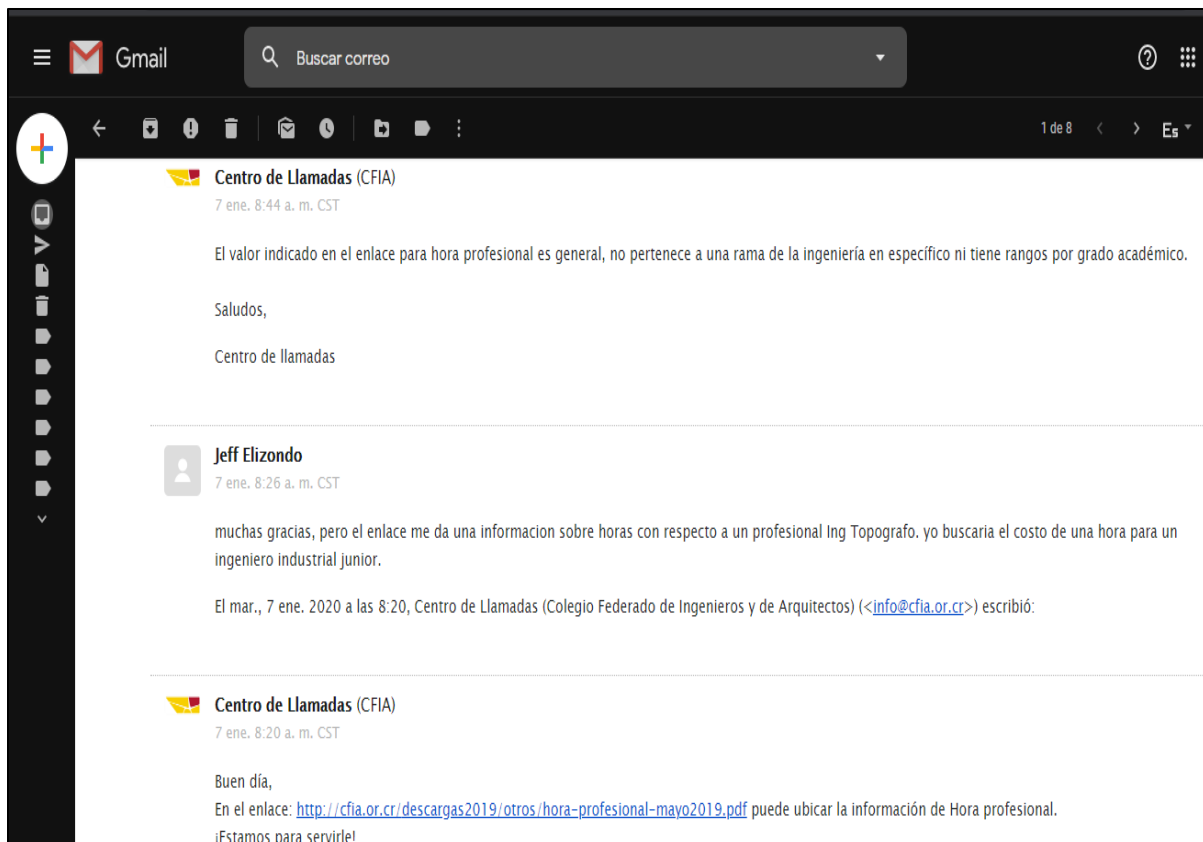 Gmail
Buscar correo
1 de 8
Es
Centro de Llamadas (CFIA)
7 ene. 8:44 a. m. CST
El valor indicado en el enlace para hora profesional es general, no pertenece a una rama de la ingeniería en específico ni tiene rangos por grado académico.
Saludos,
Centro de llamadas
Jeff Elizondo
7 ene. 8:26 a. m. CST
muchas gracias, pero el enlace me da una informacion sobre horas con respecto a un profesional Ing Topografo. yo buscaria el costo de una hora para un
ingeniero industrial junior.
El mar., 7 ene. 2020 a las 8:20, Centro de Llamadas (Colegio Federado de Ingenieros y de Arquitectos) (<info@cfia.or.cr>) escribió:
Centro de Llamadas (CFIA)
7 ene. 8:20 a. m. CST
Buen día,
En el enlace: http://cfia.or.cr/descargas2019/otros/hora-profesional-mayo2019.pdf puede ubicar la información de Hora profesional.
¡Estamos para servirle!